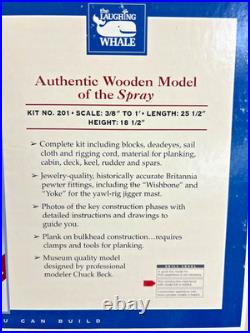 the
LAUGHING
WHALE
Authentic Wooden Model
of the Spray
KIT NO. 201 • SCALE: 3/8" TO 1' • LENGTH: 25 1/2"
HEIGHT: 18 1/2"
➢ Complete kit including blocks, deadeyes, sail
cloth and rigging cord, material for planking,
cabin, deck, keel, rudder and spars.
➢ Jewelry-quality, historically accurate Britannia
pewter fittings, including the "Wishbone" and
"Yoke" for the yawl-rig jigger mast.
➢ Photos of the key construction phases with
detailed instructions and drawings to
guide you.
➢ Plank on bulkhead construction...requires
clamps and tools for planking.
➢ Museum quality model
designed by professional
modeler Chuck Beck.
SKILL LEVEL
U CAN BUILD